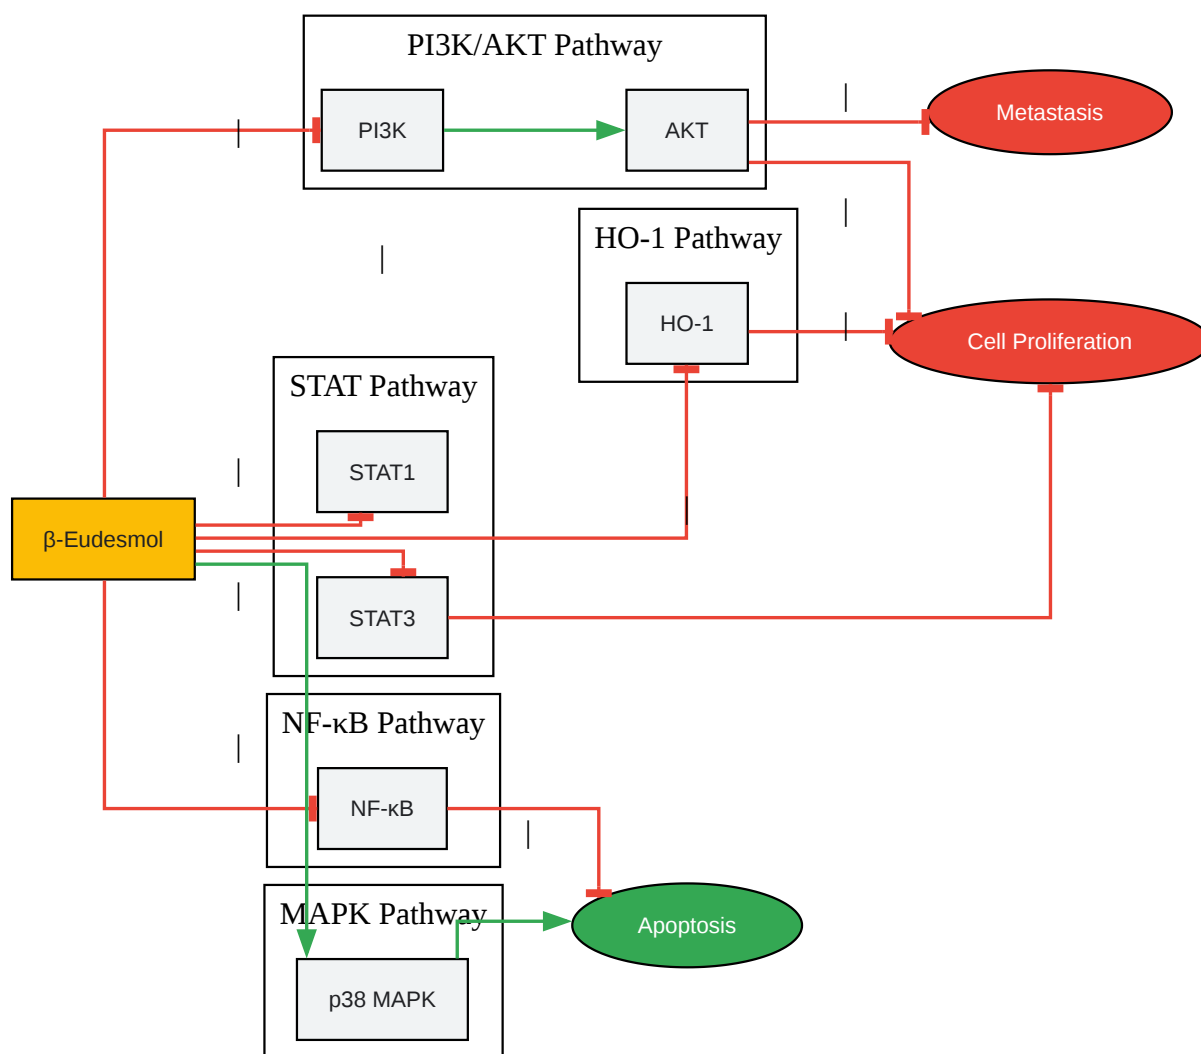 PI3K/AKT Pathway
PI3K
AKT
Metastasis
|
|
|
HO-1 Pathway
|
HO-1
Cell Proliferation
|
STAT Pathway
STAT1
|
|
β-Eudesmol
|
STAT3
NF-κB Pathway
|
NF-κB
|
MAPK Pathway
Apoptosis
p38 MAPK